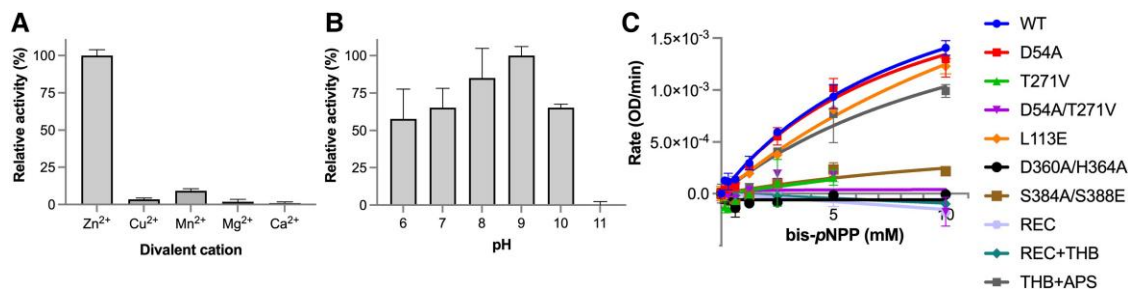 A
Relative activity (%)
100
75
50
25
0
Zn²⁺ Cu²⁺ Mn²⁺ Mg²⁺ Ca²⁺
Divalent cation
B
Relative activity (%)
100
75
50
25
0
6 7 8 9 10 11
pH
C
Rate (OD/min)
1.5×10⁻³
1.0×10⁻³
5.0×10⁻⁴
0.0
5 10
bis-pNPP (mM)
WT
D54A
T271V
D54A/T271V
L113E
D360A/H364A
S384A/S388E
REC
REC+THB
THB+APS